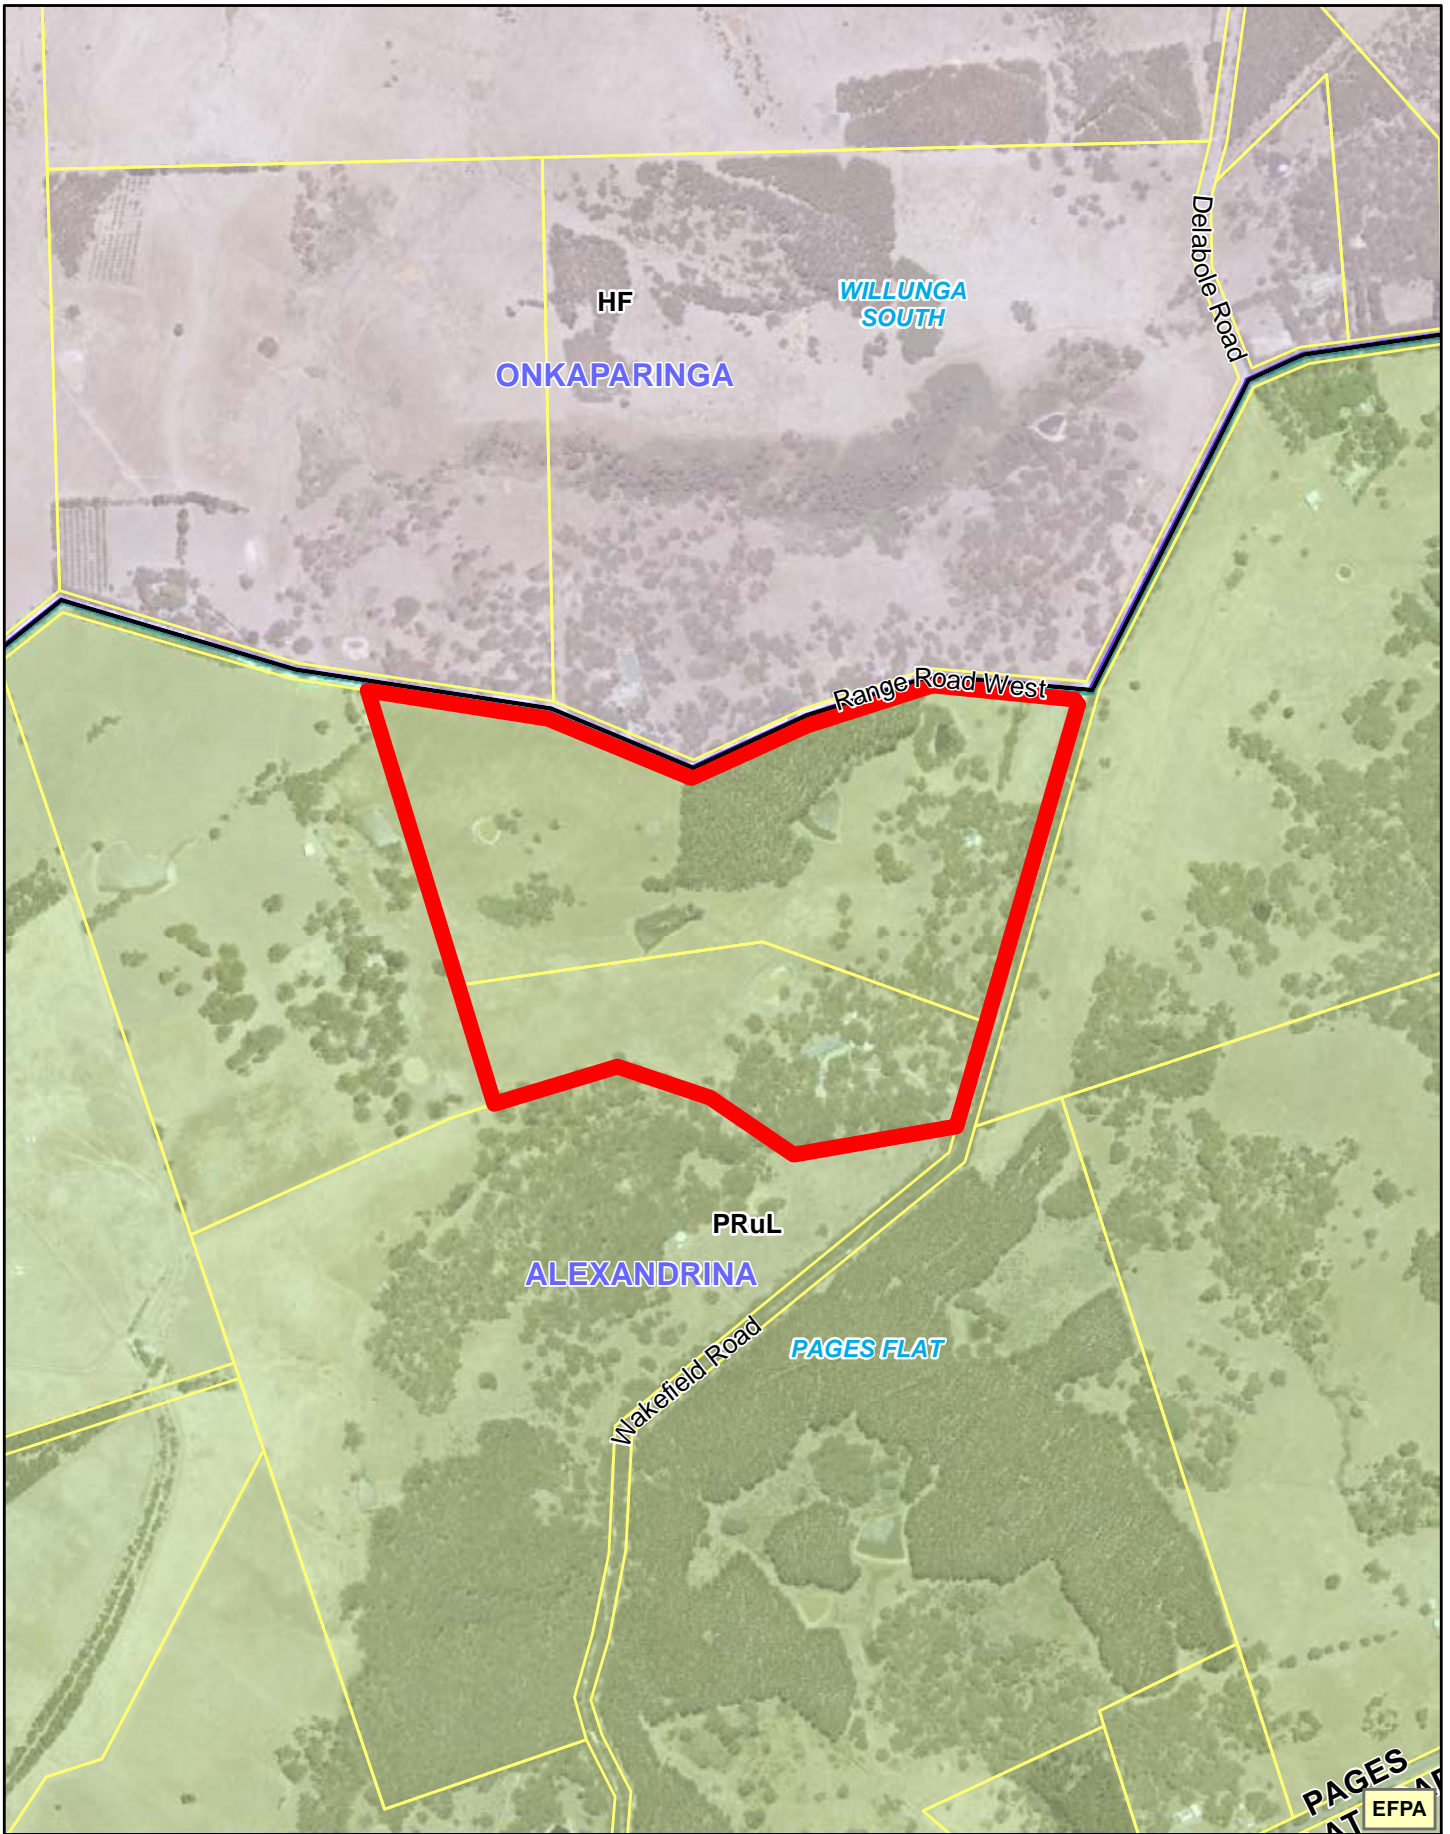 Delabole Road
HF
WILLUNGA
SOUTH
ONKAPARINGA
Range Road West
PRuL
ALEXANDRINA
PAGES FLAT
Wakefield Road
PAGES
EFPA